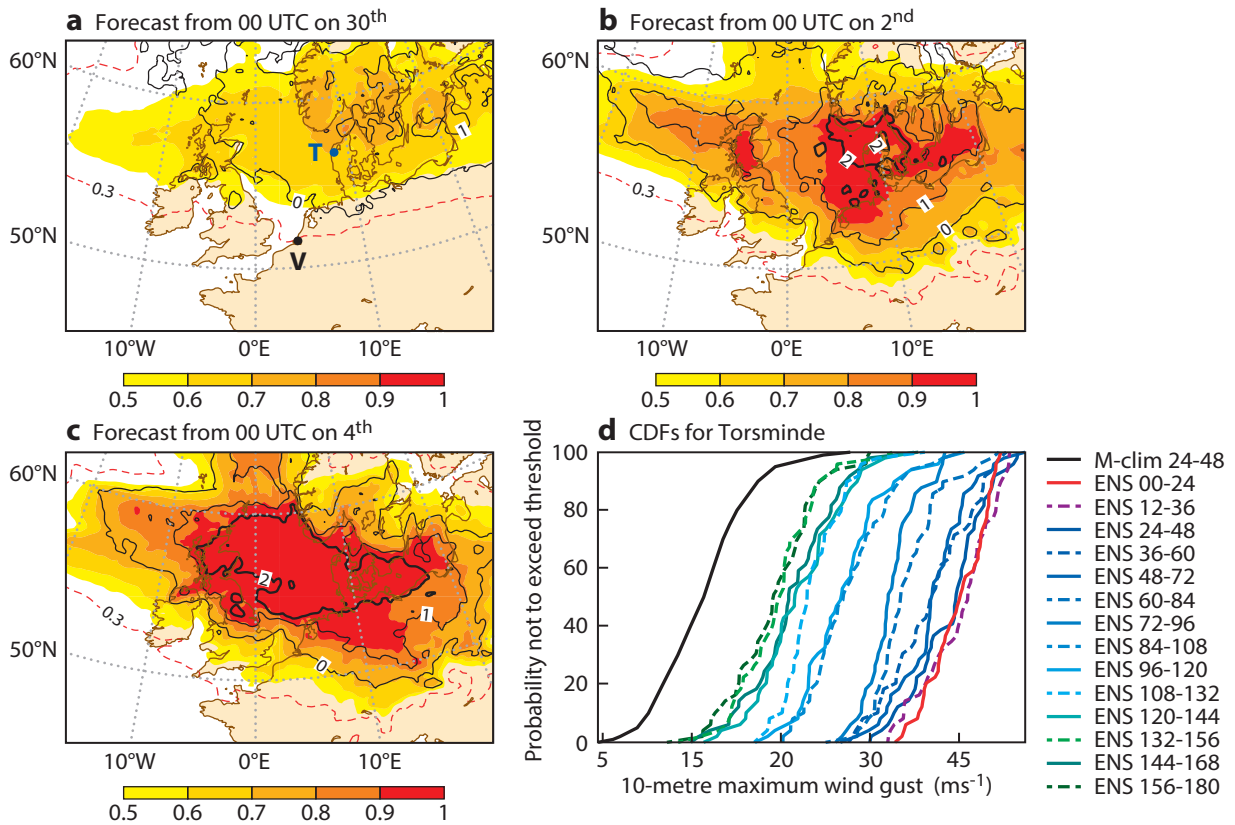 a Forecast from 00 UTC on 30th
60°N
50°N
1
0
0
0.3
T
V
10°W 0°E 10°E
0.5 0.6 0.7 0.8 0.9 1
b Forecast from 00 UTC on 2nd
60°N
50°N
2
2
1
0
0.3
10°W 0°E 10°E
0.5 0.6 0.7 0.8 0.9 1
c Forecast from 00 UTC on 4th
60°N
50°N
2
1
0
0.3
10°W 0°E 10°E
0.5 0.6 0.7 0.8 0.9 1
d CDFs for Torsminde
Probability not to exceed threshold
100
80
60
40
20
0
5 15 20 30 45
10-metre maximum wind gust (ms-1)
M-clim 24-48
ENS 00-24
ENS 12-36
ENS 24-48
ENS 36-60
ENS 48-72
ENS 60-84
ENS 72-96
ENS 84-108
ENS 96-120
ENS 108-132
ENS 120-144
ENS 132-156
ENS 144-168
ENS 156-180